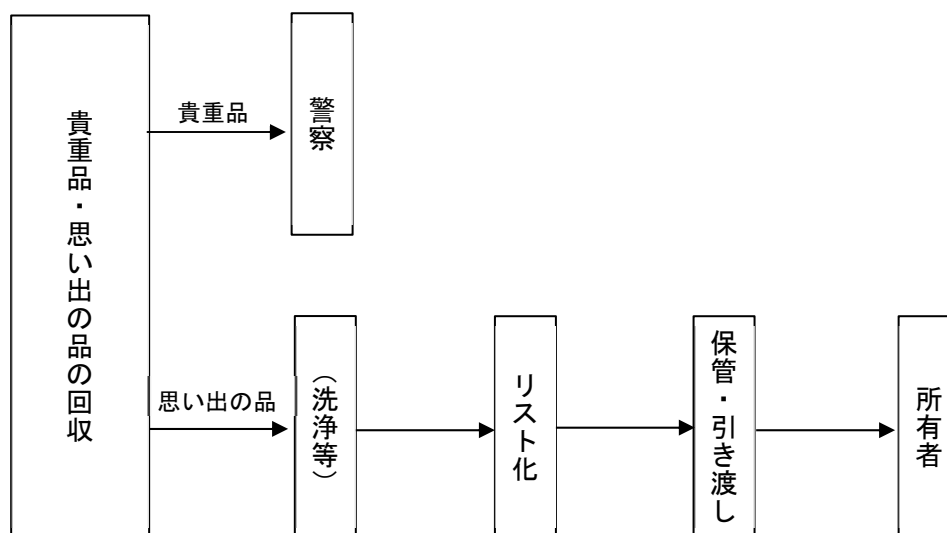 貴重品・思い出の品の回収
貴重品
警察
思い出の品
(洗浄等)
リスト化
保管・引き渡し
所有者